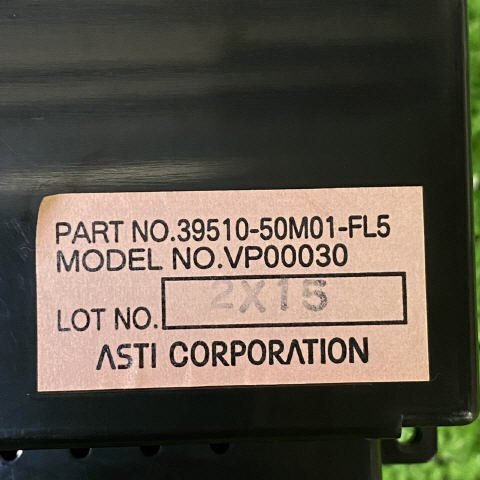 PART NO.39510-50M01-FL5
MODEL NO.VP00030
LOT NO. 2X15
ASTI CORPORATION